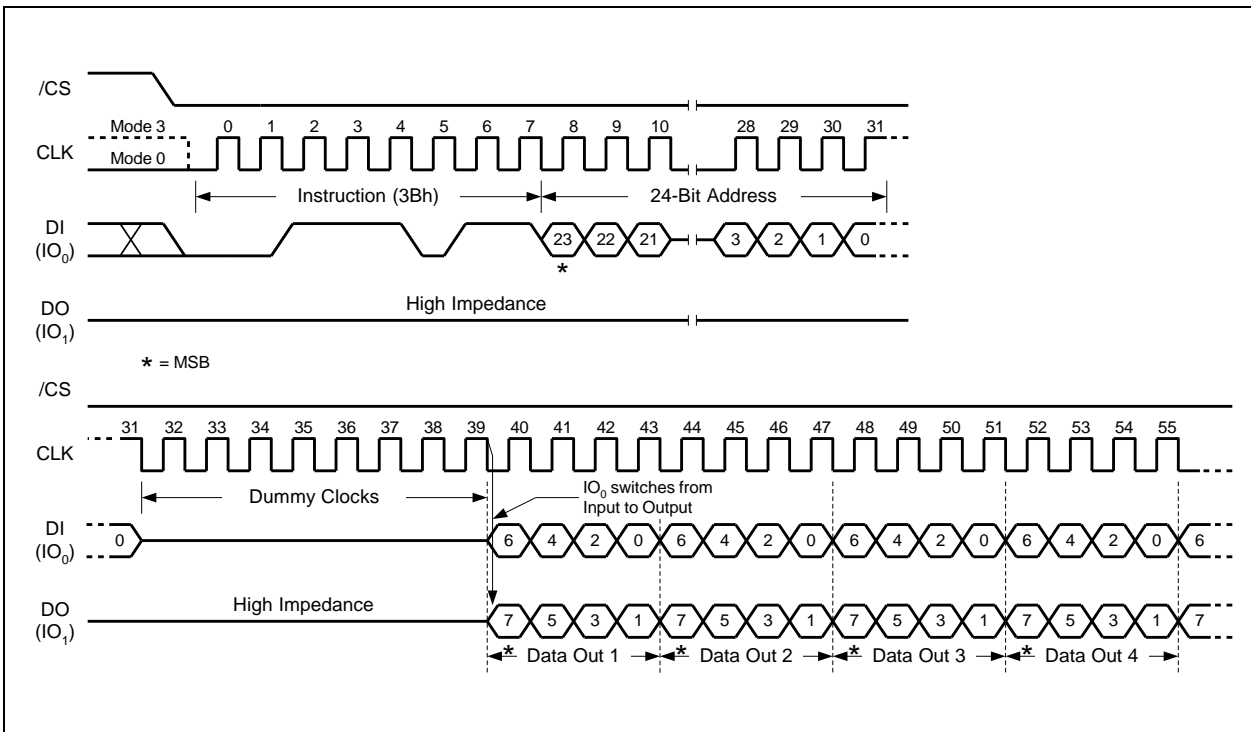 /CS
Mode 3 0 1 2 3 4 5 6 7 8 9 10 28 29 30 31
CLK
Mode 0
Instruction (3Bh) 24-Bit Address
DI
(IO0)
23 22 21 3 2 1 0
*
DO
(IO1)
High Impedance
* = MSB
/CS
31 32 33 34 35 36 37 38 39 40 41 42 43 44 45 46 47 48 49 50 51 52 53 54 55
CLK
Dummy Clocks
IO0 switches from
Input to Output
DI
(IO0)
0 6 4 2 0 6 4 2 0 6 4 2 0 6 4 2 0 6
DO
(IO1)
High Impedance
7 5 3 1 7 5 3 1 7 5 3 1 7 5 3 1 7
* Data Out 1 * Data Out 2 * Data Out 3 * Data Out 4